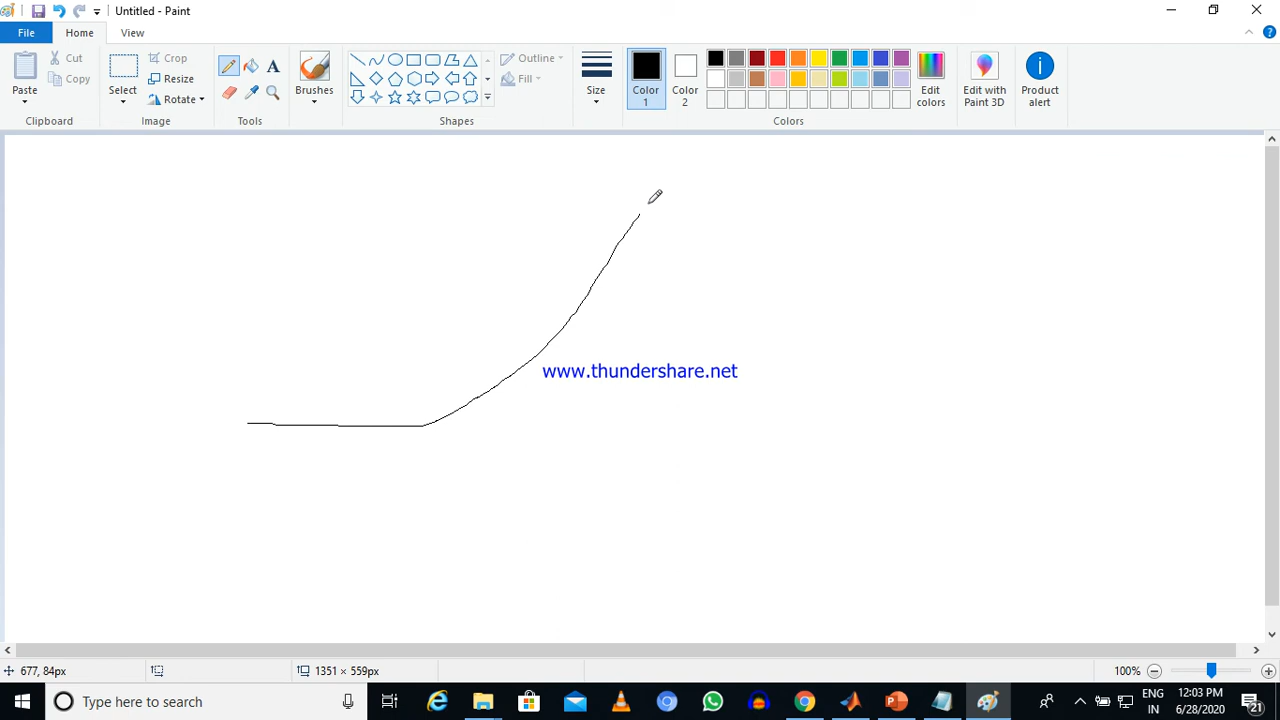 Untitled - Paint
File Home View
Paste
Cut
Copy
Clipboard
Select
Crop
Resize
Rotate
Image
A
Tools
Brushes
Outline
Fill
Shapes
Size
Color 1
Color 2
Edit colors
Colors
Edit with Paint 3D
Product alert
www.thundershare.net
677, 84px
1351 × 559px
100%
Type here to search
ENG
IN
12:03 PM
6/28/2020
21